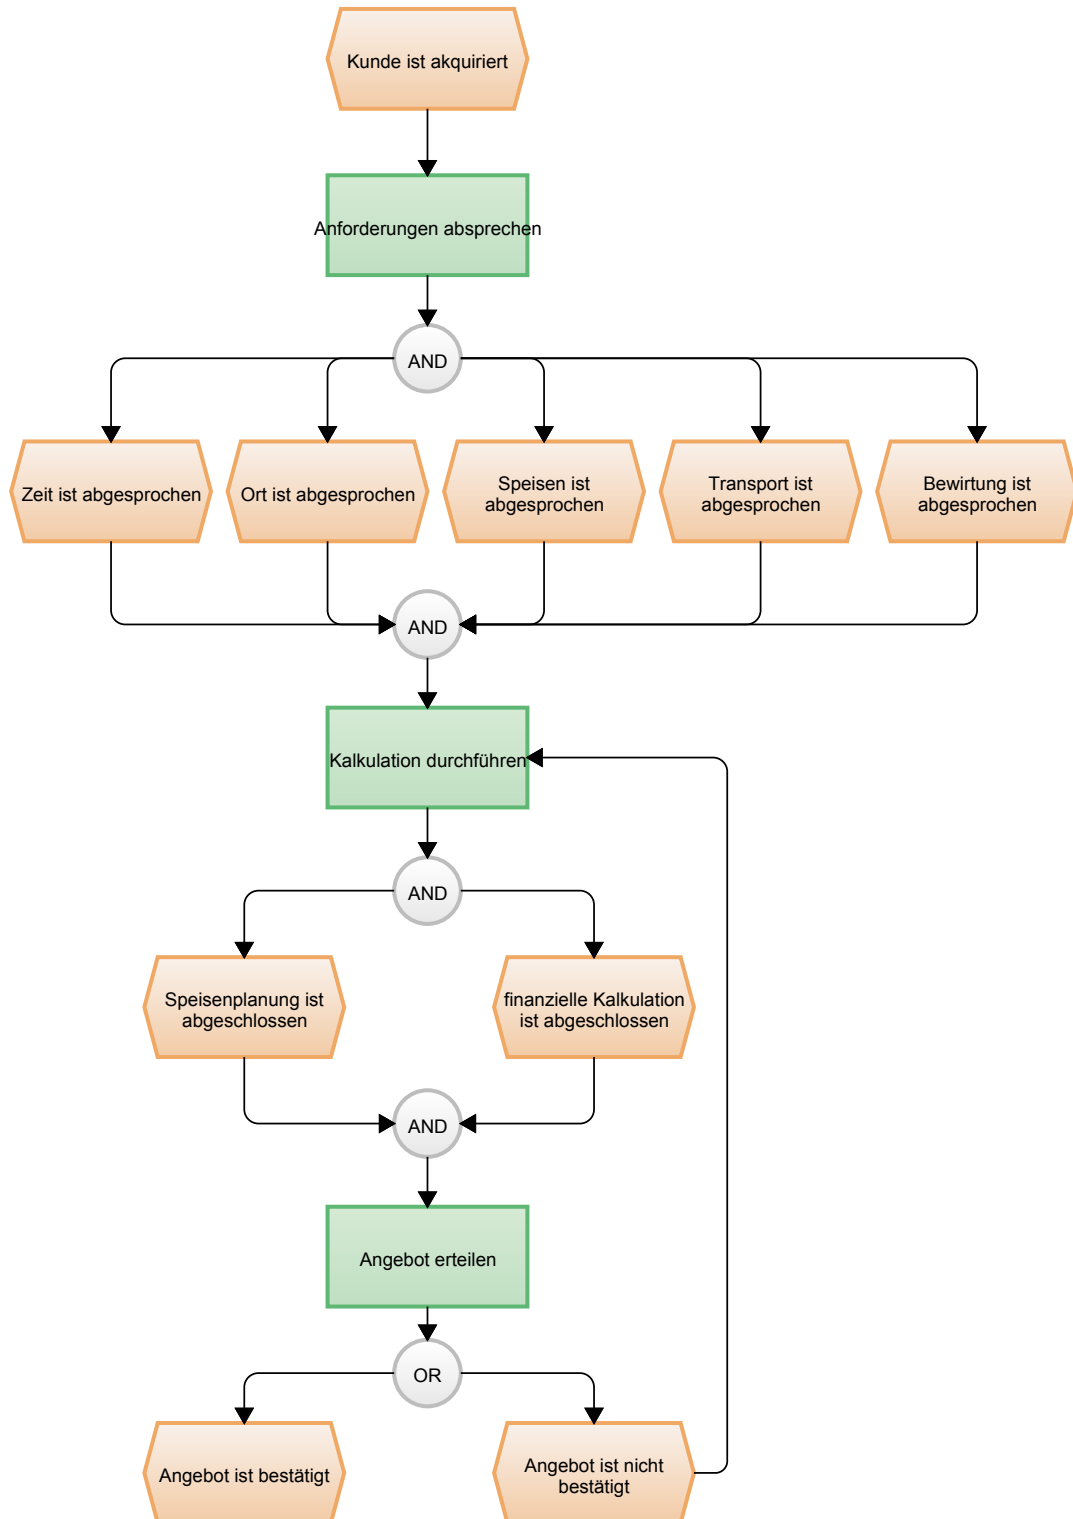 Kunde ist akquiriert
Anforderungen absprechen
AND
Zeit ist abgesprochen
Ort ist abgesprochen
Speisen ist
abgesprochen
Transport ist
abgesprochen
Bewirtung ist
abgesprochen
AND
Kalkulation durchführen
AND
Speisenplanung ist
abgeschlossen
finanzielle Kalkulation
ist abgeschlossen
AND
Angebot erteilen
OR
Angebot ist bestätigt
Angebot ist nicht
bestätigt